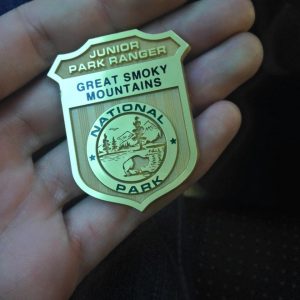 JUNIOR
PARK RANGER
GREAT SMOKY
MOUNTAINS
NATIONAL
PARK